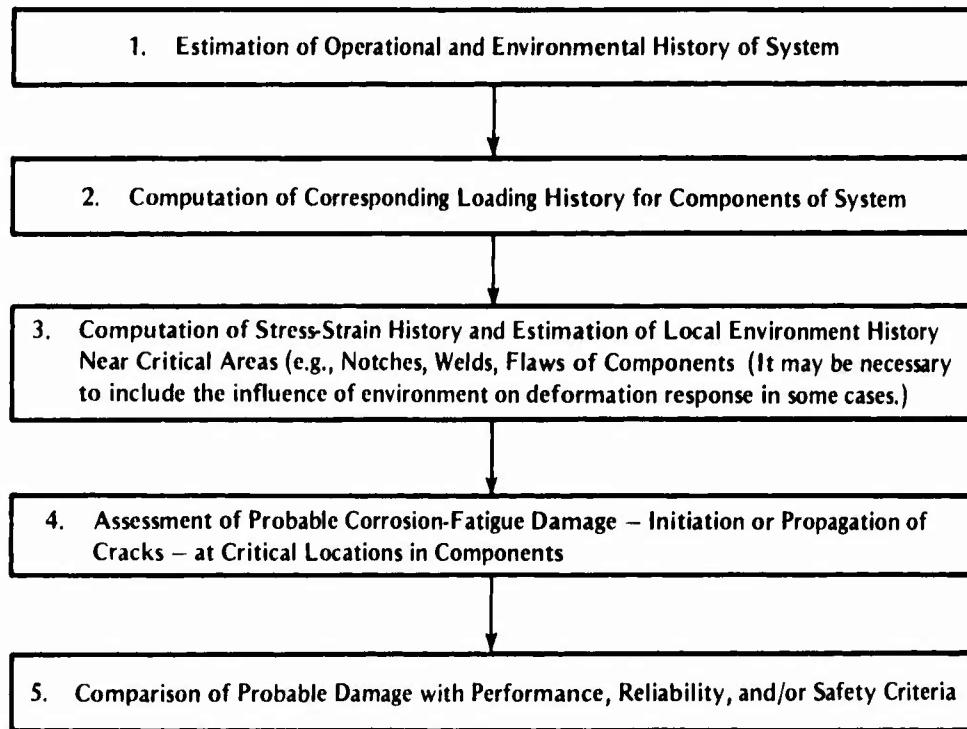 1. Estimation of Operational and Environmental History of System
2. Computation of Corresponding Loading History for Components of System
3. Computation of Stress-Strain History and Estimation of Local Environment History
Near Critical Areas (e.g., Notches, Welds, Flaws of Components (It may be necessary
to include the influence of environment on deformation response in some cases.)
4. Assessment of Probable Corrosion-Fatigue Damage – Initiation or Propagation of
Cracks – at Critical Locations in Components
5. Comparison of Probable Damage with Performance, Reliability, and/or Safety Criteria